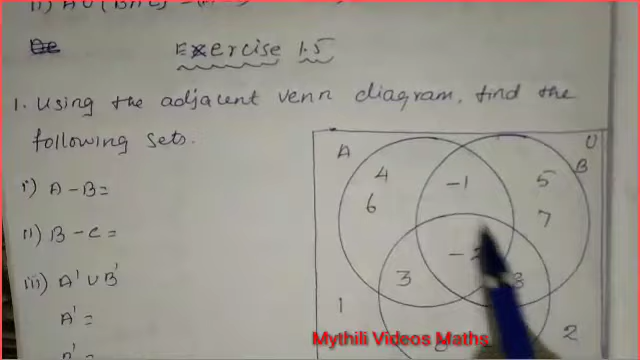 Exercise 1.5
1. Using the adjacent venn diagram, find the
following sets.
i) A-B=
ii) B-C=
iii) A' ∪ B'
A' =
A
U
B
4
-1
5
6
7
3
8
1
2
Mythili Videos Maths